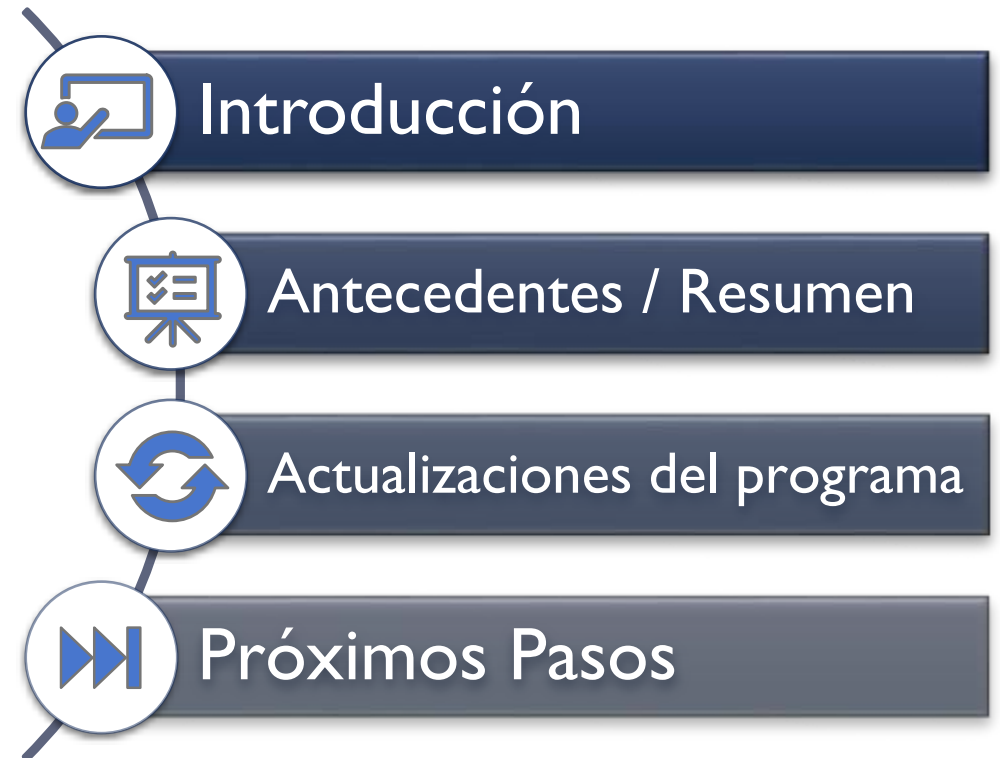 Introducción
Antecedentes / Resumen
Actualizaciones del programa
Próximos Pasos